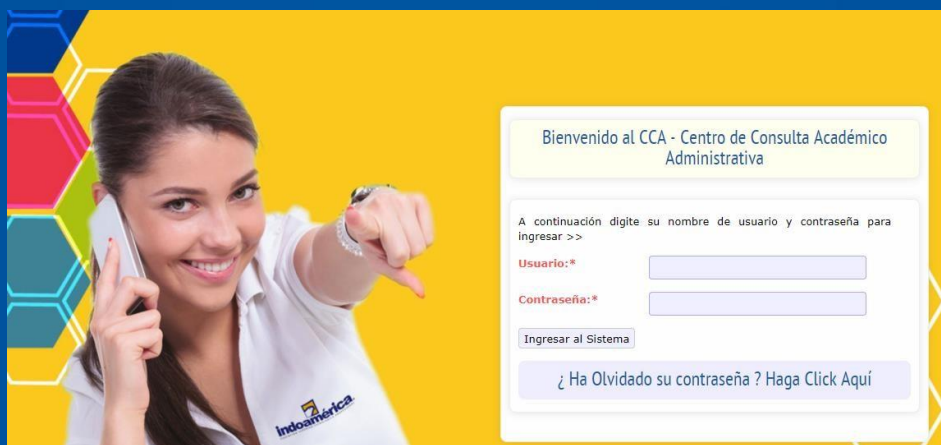 Bienvenido al CCA - Centro de Consulta Académico
Administrativa
A continuación digite su nombre de usuario y contraseña para
ingresar >>
Usuario:*
Contraseña:*
Ingresar al Sistema
¿ Ha Olvidado su contraseña ? Haga Click Aquí
indoamérica